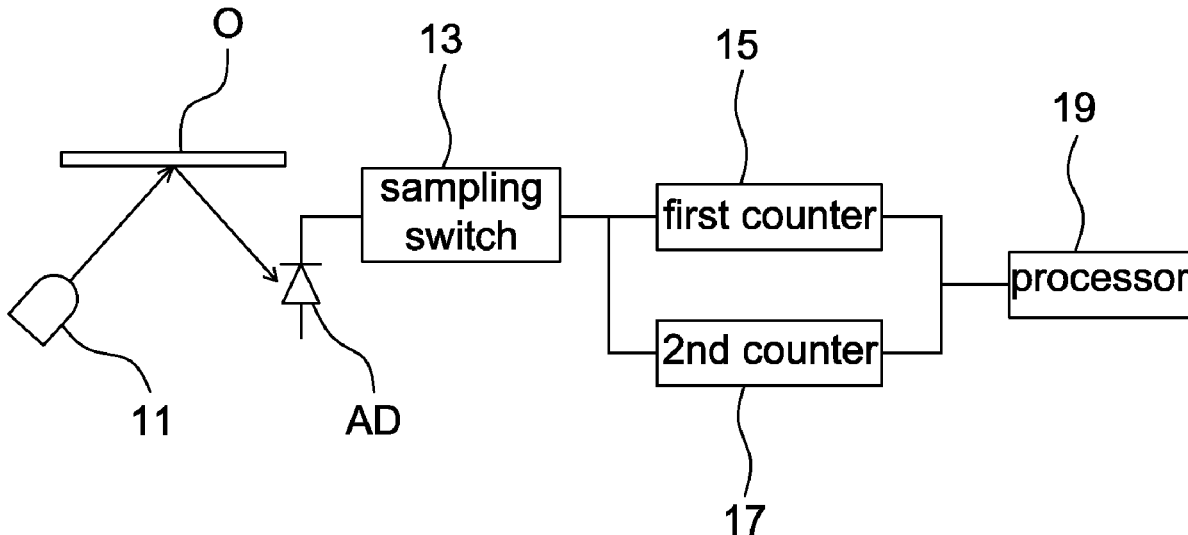 O
13
15
19
sampling
switch
first counter
processor
2nd counter
11
AD
17